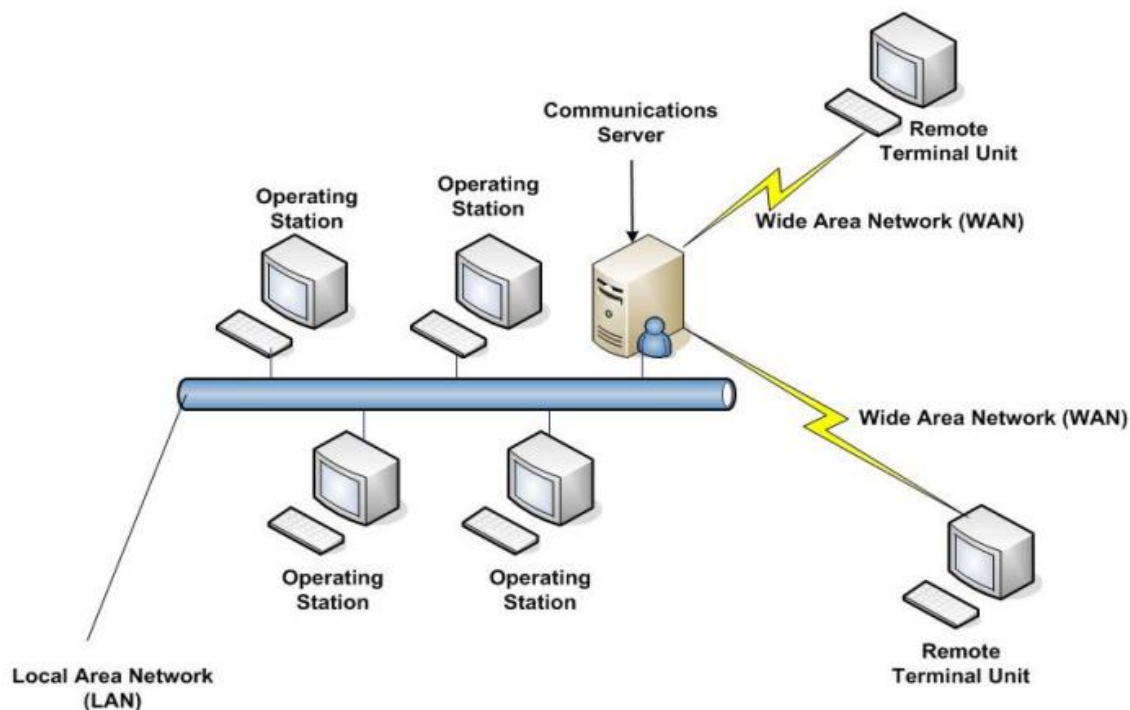 Communications
Server
Remote
Terminal Unit
Operating
Station
Operating
Station
Wide Area Network (WAN)
Wide Area Network (WAN)
Operating
Station
Operating
Station
Remote
Terminal Unit
Local Area Network
(LAN)